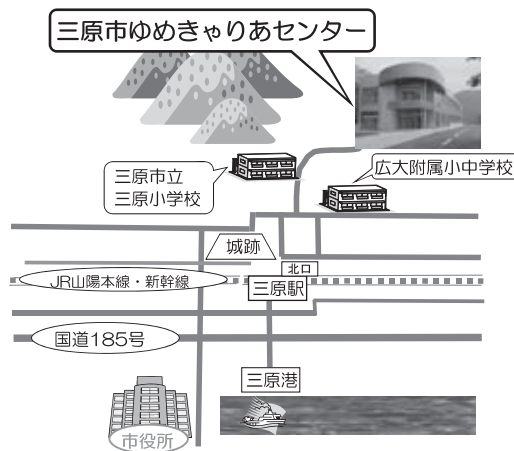 三原市ゆめきゃりあセンター
三原市立
三原小学校
広大附属小中学校
城跡
北口
JR山陽本線・新幹線
三原駅
国道185号
三原港
市役所